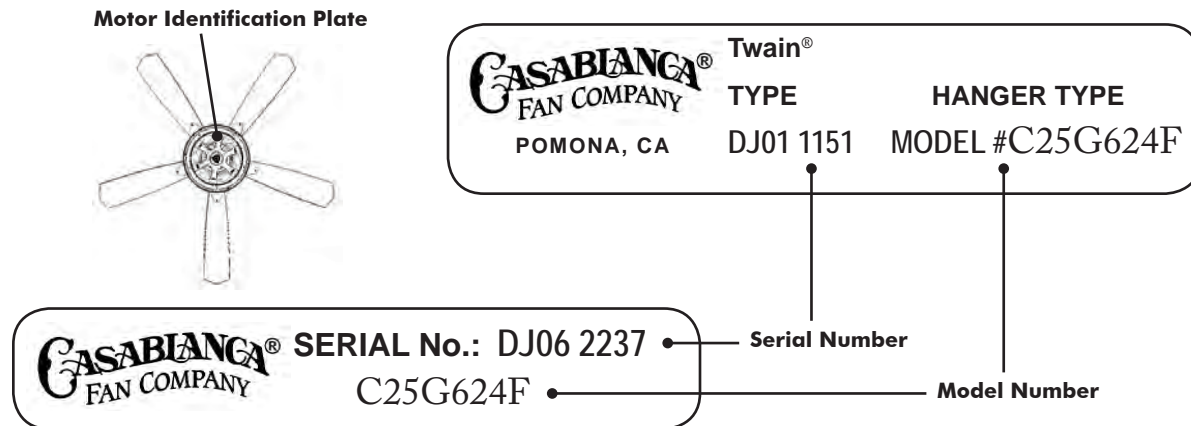 Motor Identification Plate
CASABLANCA®
FAN COMPANY
POMONA, CA
Twain®
TYPE HANGER TYPE
DJ01 1151 MODEL #C25G624F
CASABLANCA®
FAN COMPANY
SERIAL No.: DJ06 2237
C25G624F
Serial Number
Model Number